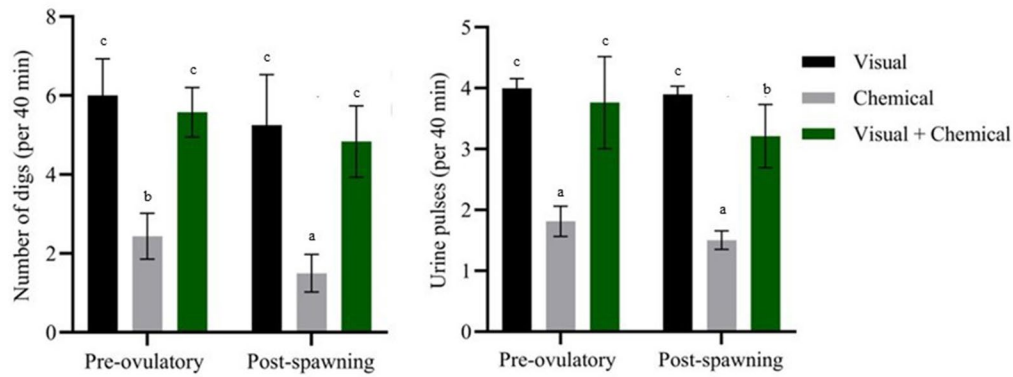 Number of digs (per 40 min)
8
6
4
2
0
c
b
c
c
a
c
Pre-ovulatory
Post-spawning
Urine pulses (per 40 min)
5
4
3
2
1
0
c
a
c
c
a
b
Pre-ovulatory
Post-spawning
Visual
Chemical
Visual + Chemical